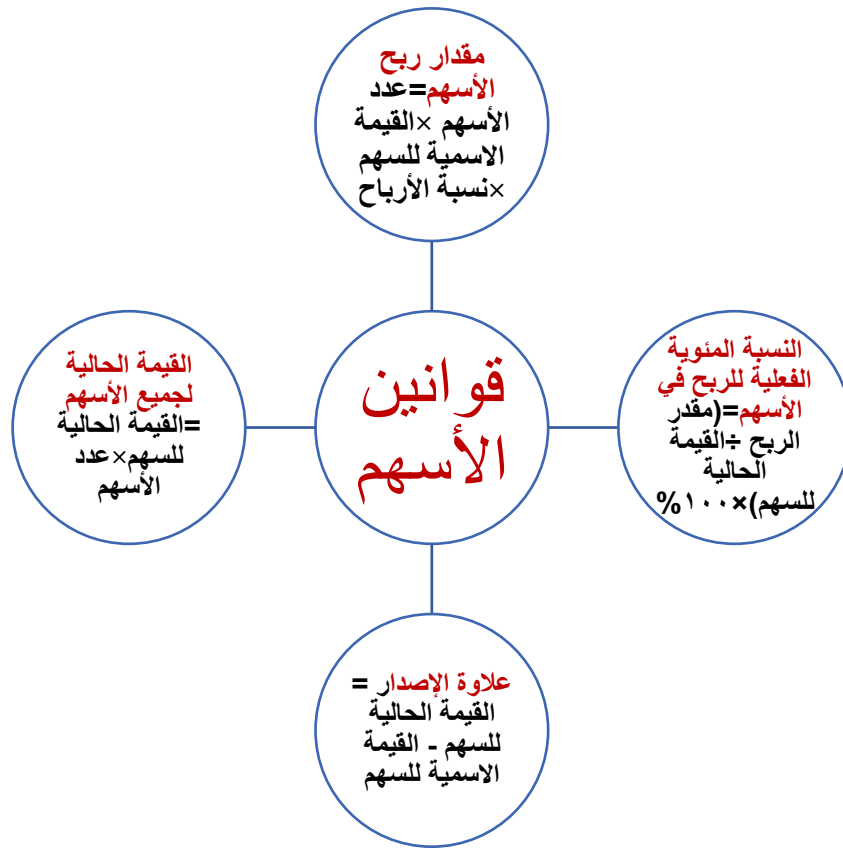 مقدار ربح
الأسهم=عدد
الأسهم ×القيمة
الاسمية للسهم
×نسبة الأرباح
النسبة المئوية
الفعلية للربح في
الأسهم=(مقدر
الربح ÷القيمة
الحالية
للسهم)×١٠٠%
قوانين
الأسهم
القيمة الحالية
لجميع الأسهم
=القيمة الحالية
للسهم×عدد
الأسهم
علاوة الإصدار =
القيمة الحالية
للسهم - القيمة
الاسمية للسهم